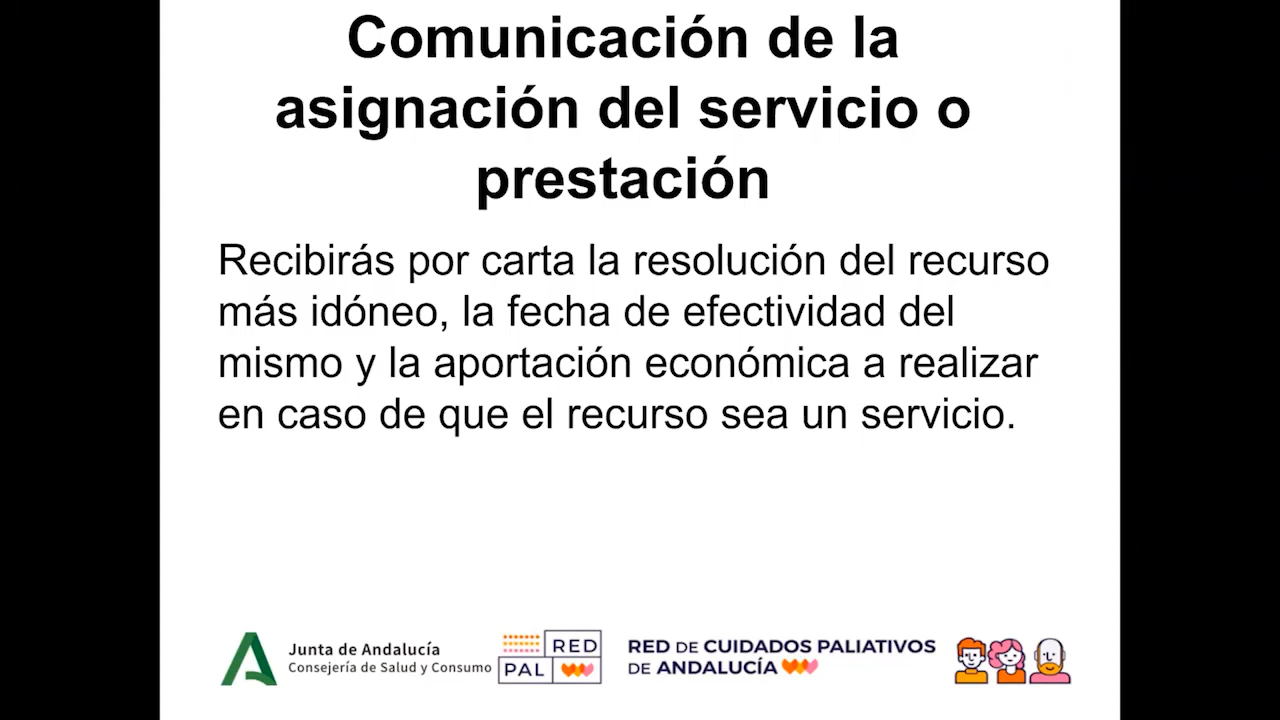 Comunicación de la
asignación del servicio o
prestación
Recibirás por carta la resolución del recurso
más idóneo, la fecha de efectividad del
mismo y la aportación económica a realizar
en caso de que el recurso sea un servicio.
Junta de Andalucía
Consejería de Salud y Consumo
RED
PAL
RED DE CUIDADOS PALIATIVOS
DE ANDALUCÍA